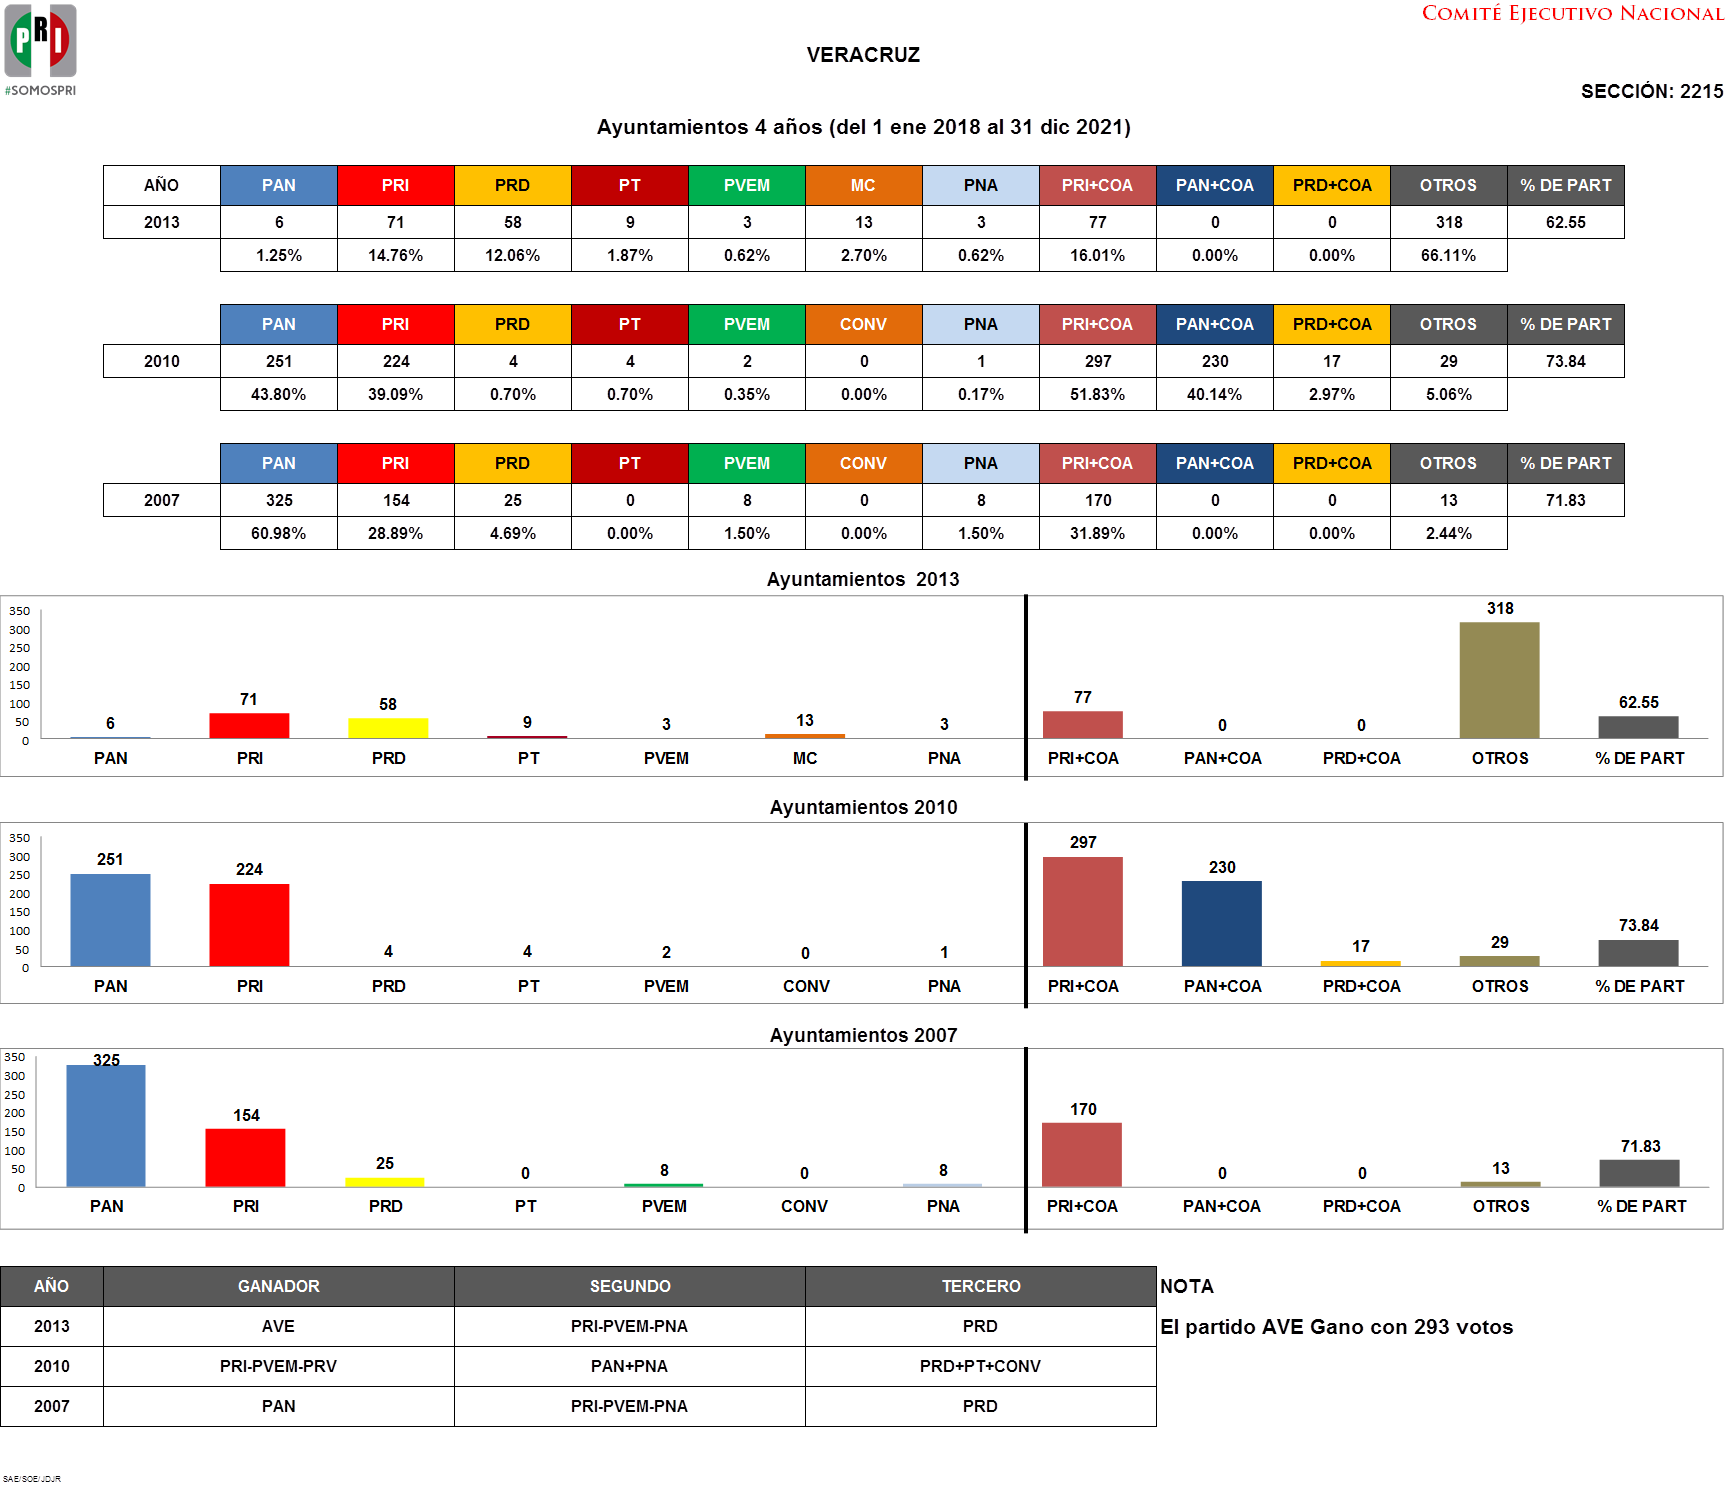 PRI
#SOMOSPRI
COMITÉ EJECUTIVO NACIONAL
VERACRUZ
SECCIÓN: 2215
Ayuntamientos 4 años (del 1 ene 2018 al 31 dic 2021)
AÑO PAN PRI PRD PT PVEM MC PNA PRI+COA PAN+COA PRD+COA OTROS % DE PART
2013 6 71 58 9 3 13 3 77 0 0 318 62.55
1.25% 14.76% 12.06% 1.87% 0.62% 2.70% 0.62% 16.01% 0.00% 0.00% 66.11%
PAN PRI PRD PT PVEM CONV PNA PRI+COA PAN+COA PRD+COA OTROS % DE PART
2010 251 224 4 4 2 0 1 297 230 17 29 73.84
43.80% 39.09% 0.70% 0.70% 0.35% 0.00% 0.17% 51.83% 40.14% 2.97% 5.06%
PAN PRI PRD PT PVEM CONV PNA PRI+COA PAN+COA PRD+COA OTROS % DE PART
2007 325 154 25 0 8 0 8 170 0 0 13 71.83
60.98% 28.89% 4.69% 0.00% 1.50% 0.00% 1.50% 31.89% 0.00% 0.00% 2.44%
Ayuntamientos 2013
350
300
250
200
150
100
50
0
6 71 58 9 3 13 3 77 0 0 318 62.55
PAN PRI PRD PT PVEM MC PNA PRI+COA PAN+COA PRD+COA OTROS % DE PART
Ayuntamientos 2010
350
300
250
200
150
100
50
0
251 224 4 4 2 0 1 297 230 17 29 73.84
PAN PRI PRD PT PVEM CONV PNA PRI+COA PAN+COA PRD+COA OTROS % DE PART
Ayuntamientos 2007
350
300
250
200
150
100
50
0
325 154 25 0 8 0 8 170 0 0 13 71.83
PAN PRI PRD PT PVEM CONV PNA PRI+COA PAN+COA PRD+COA OTROS % DE PART
AÑO GANADOR SEGUNDO TERCERO NOTA
2013 AVE PRI-PVEM-PNA PRD El partido AVE Gano con 293 votos
2010 PRI-PVEM-PRV PAN+PNA PRD+PT+CONV
2007 PAN PRI-PVEM-PNA PRD
SAE/SOE/JDJR